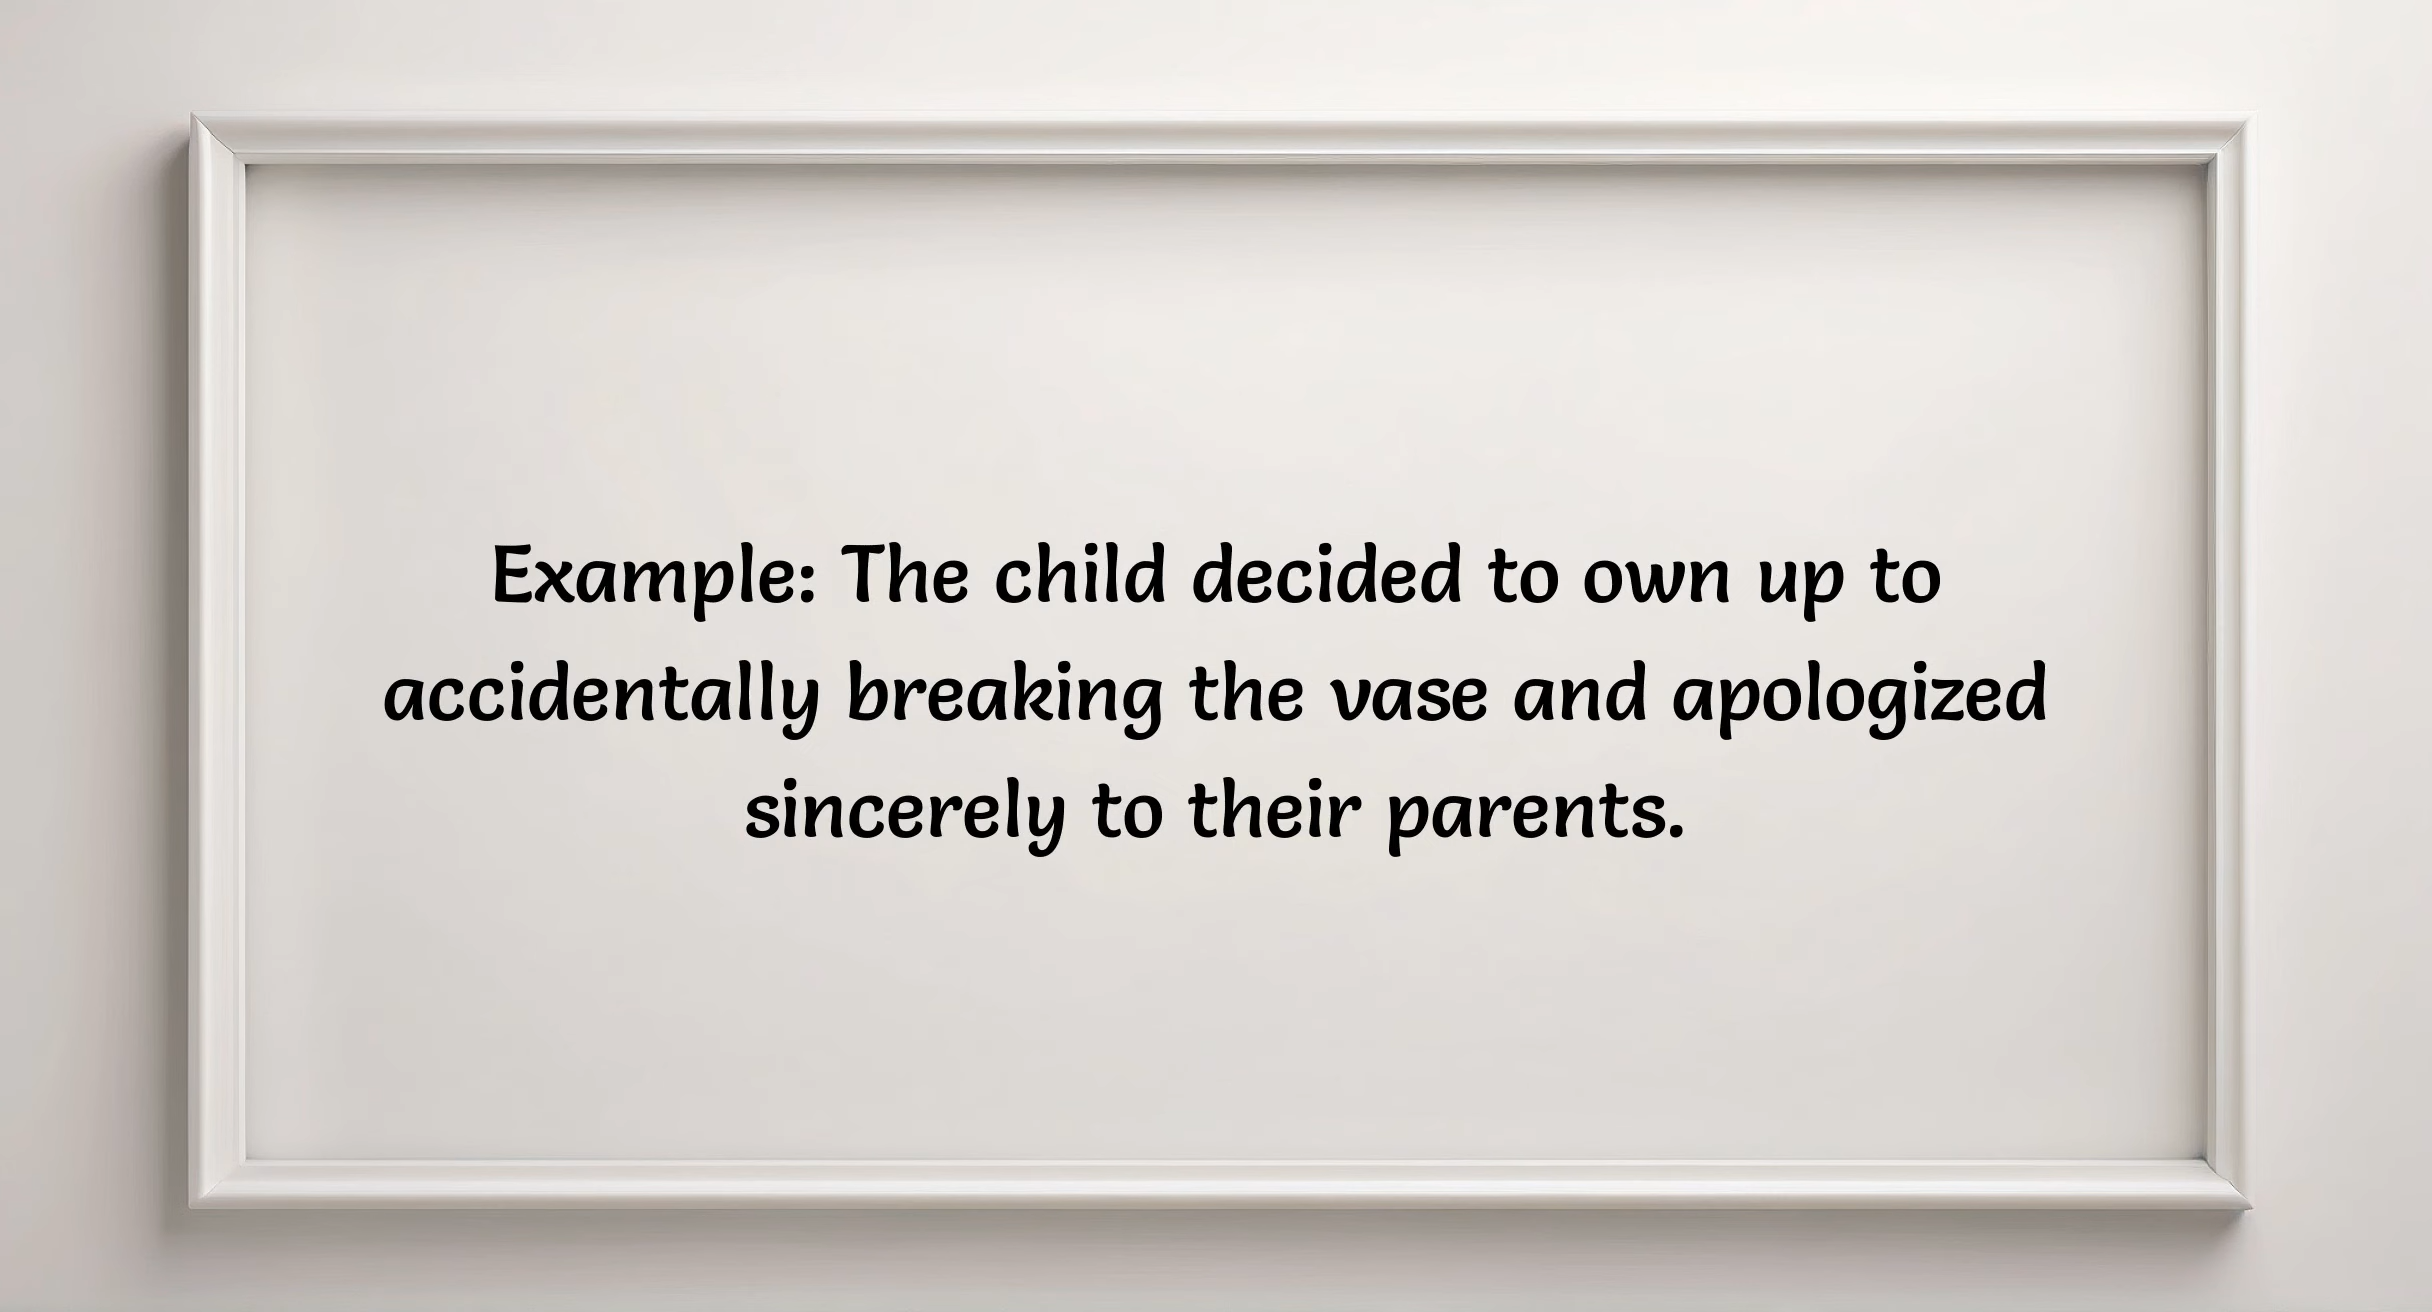 Example: The child decided to own up to
accidentally breaking the vase and apologized
sincerely to their parents.